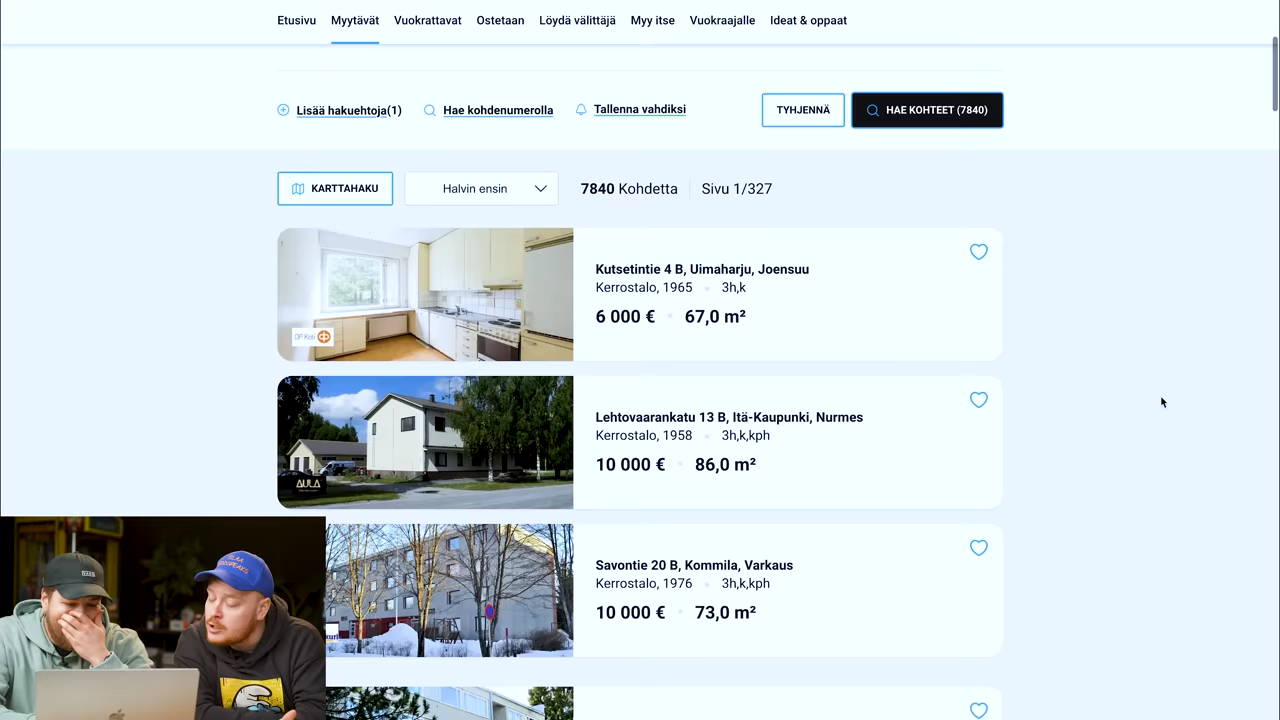 Etusivu Myytävät Vuokrattavat Ostetaan Löydä välittäjä Myy itse Vuokraajalle Ideat & oppaat
Lisää hakuehtoja(1) Hae kohdenumerolla Tallenna vahdiksi TYHJENNÄ HAE KOHTEET (7840)
KARTTAHAKU Halvin ensin 7840 Kohdetta Sivu 1/327
Kutsetintie 4 B, Uimaharju, Joensuu
Kerrostalo, 1965 3h,k
6 000 € 67,0 m²
OP Koti
Lehtovaarankatu 13 B, Itä-Kaupunki, Nurmes
Kerrostalo, 1958 3h,k,kph
10 000 € 86,0 m²
AULA
Savontie 20 B, Kommila, Varkaus
Kerrostalo, 1976 3h,k,kph
10 000 € 73,0 m²
VANS